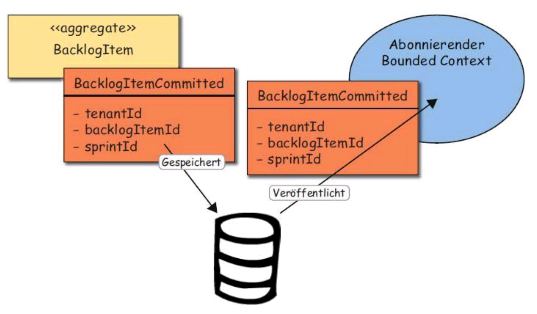 «aggregate»
BacklogItem
BacklogItemCommitted
- tenantId
- backlogItemId
- sprintId
Gespeichert
BacklogItemCommitted
- tenantId
- backlogItemId
- sprintId
Veröffentlicht
Abonnierender
Bounded Context